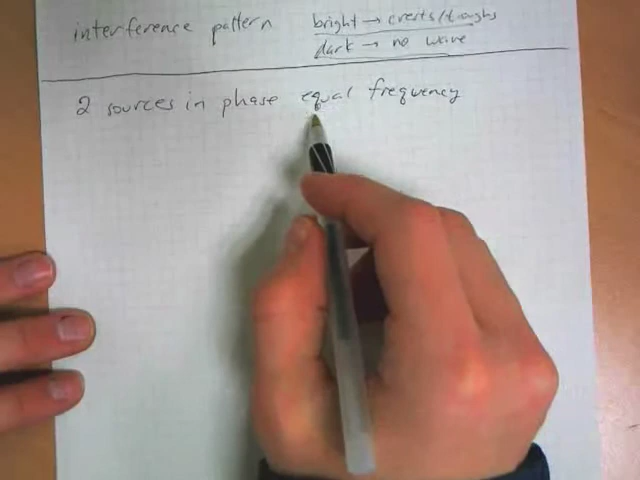 interference pattern
bright → crests/troughs
dark → no wave
2 sources in phase equal frequency